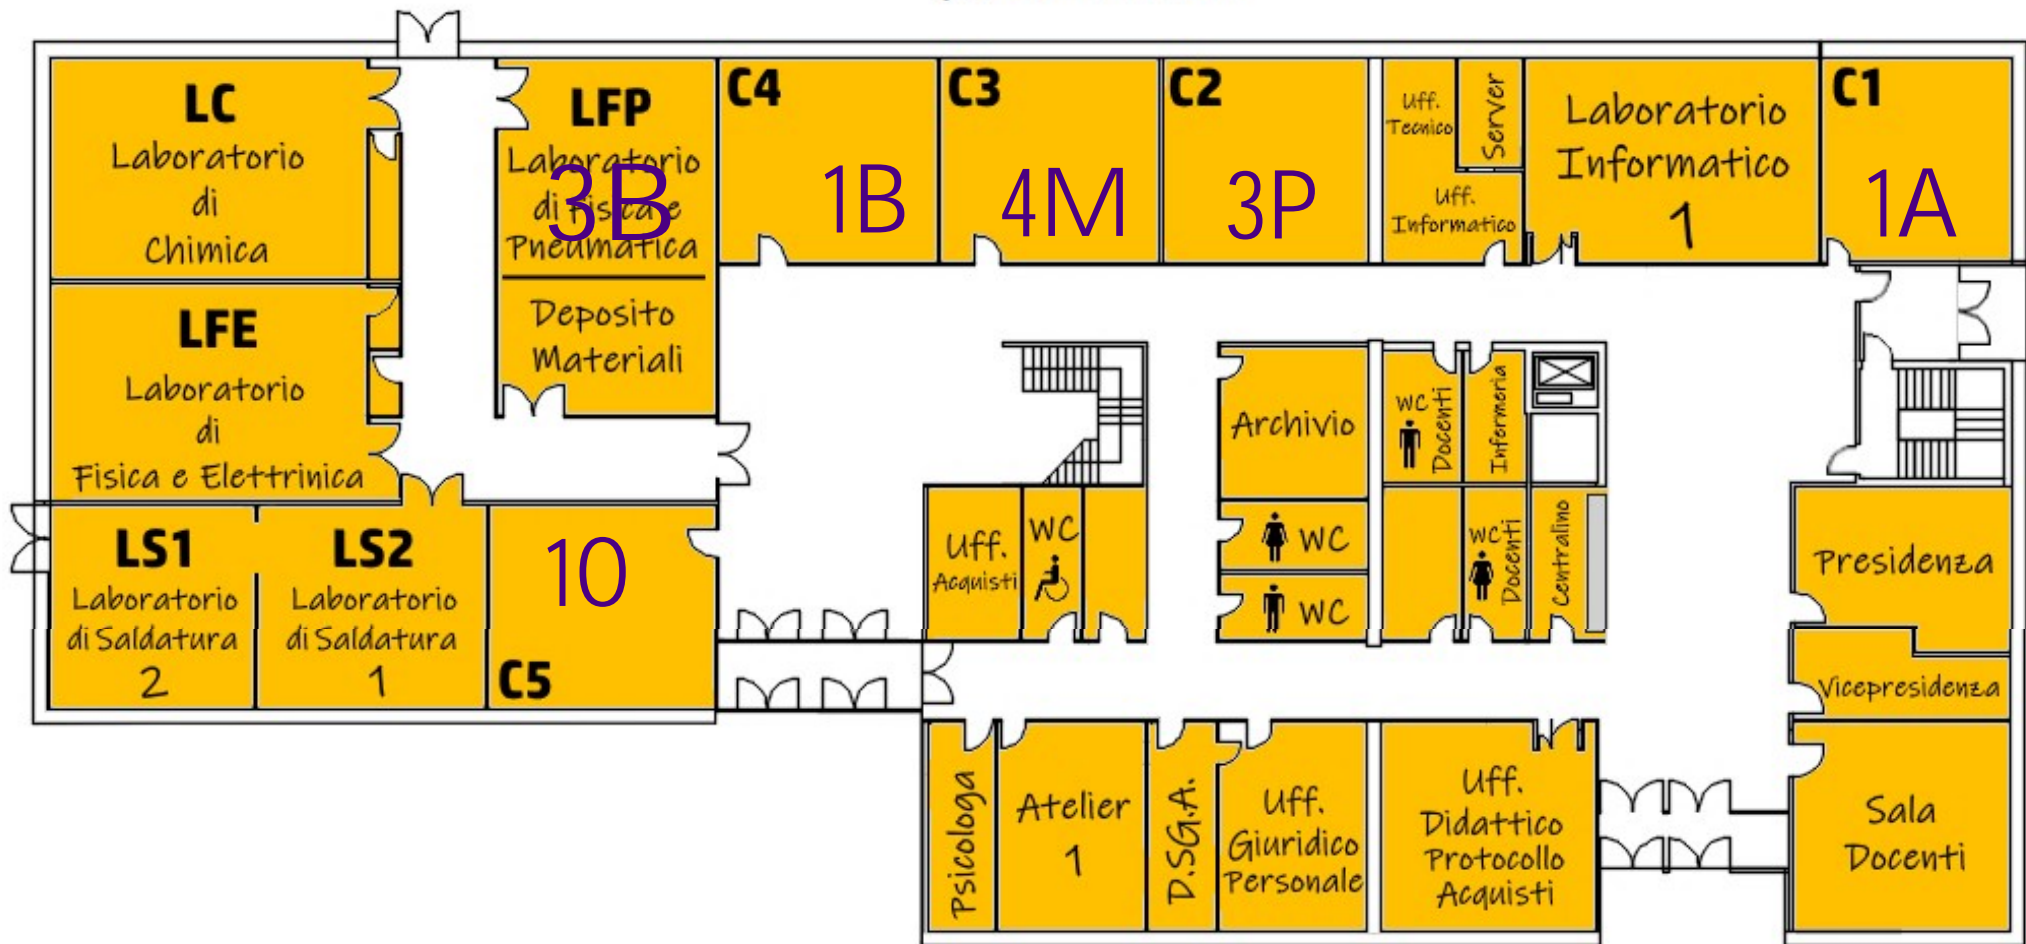 LC
Laboratorio
di
Chimica
LFP
Laboratorio
di Fisica e
Pneumatica
3B
Deposito
Materiali
C4
1B
C3
4M
C2
3P
Uff.
Tecnico
Server
Uff.
Informatico
Laboratorio
Informatico
1
C1
1A
LFE
Laboratorio
di
Fisica e Elettrinica
Archivio
WC
Docenti
Infermeria
LS1
Laboratorio
di Saldatura
2
LS2
Laboratorio
di Saldatura
1
10
C5
Uff.
Acquisti
WC
WC
WC
WC
Docenti
Centralino
Presidenza
Vicepresidenza
Psicologa
Atelier
1
D.SG.A.
Uff.
Giuridico
Personale
Uff.
Didattico
Protocollo
Acquisti
Sala
Docenti